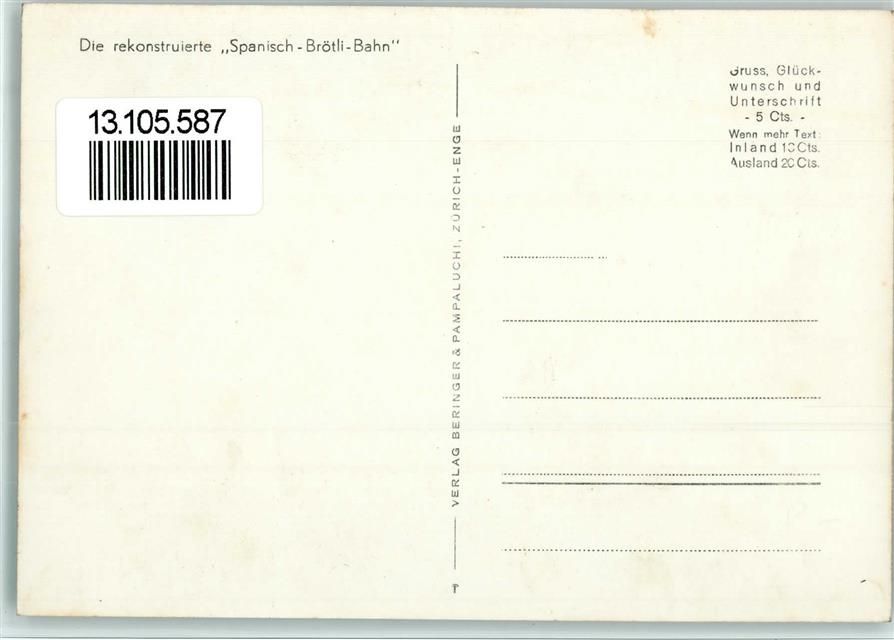 Die rekonstruierte „Spanisch-Brötli-Bahn"
13.105.587
Gruss, Glück-
wunsch und
Unterschrift
- 5 Cts. -
Wenn mehr Text:
Inland 10 Cts.
Ausland 20 Cts.
VERLAG BERINGER & PAMPALUCHI, ZÜRICH-ENGE